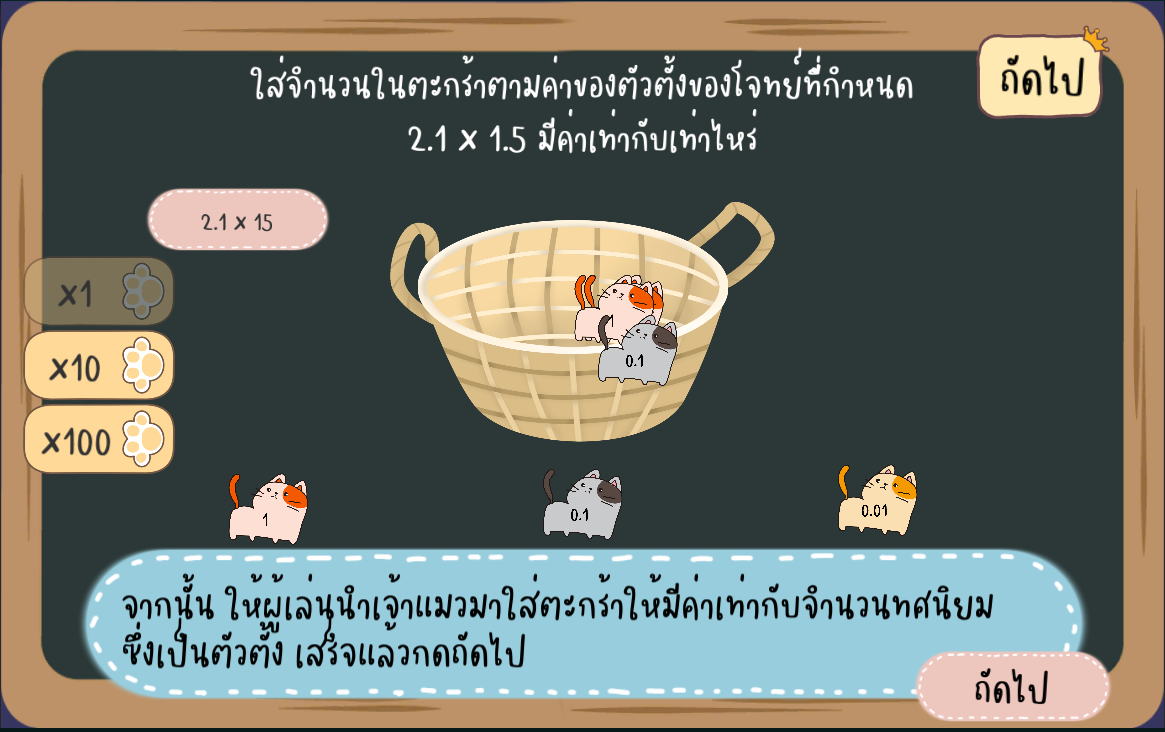 ใส่จำนวนในตะกร้าตามค่าของตัวตั้งของโจทย์ที่กำหนด
ถัดไป
2.1 x 1.5 มีค่าเท่ากับเท่าไหร่
2.1 x 15
x1
x10
x100
1
0.1
1
0.1
0.01
จากนั้น ให้ผู้เล่นนำเจ้าแมวมาใส่ตะกร้าให้มีค่าเท่ากับจำนวนทศนิยม
ซึ่งเป็นตัวตั้ง เสร็จแล้วกดถัดไป
ถัดไป